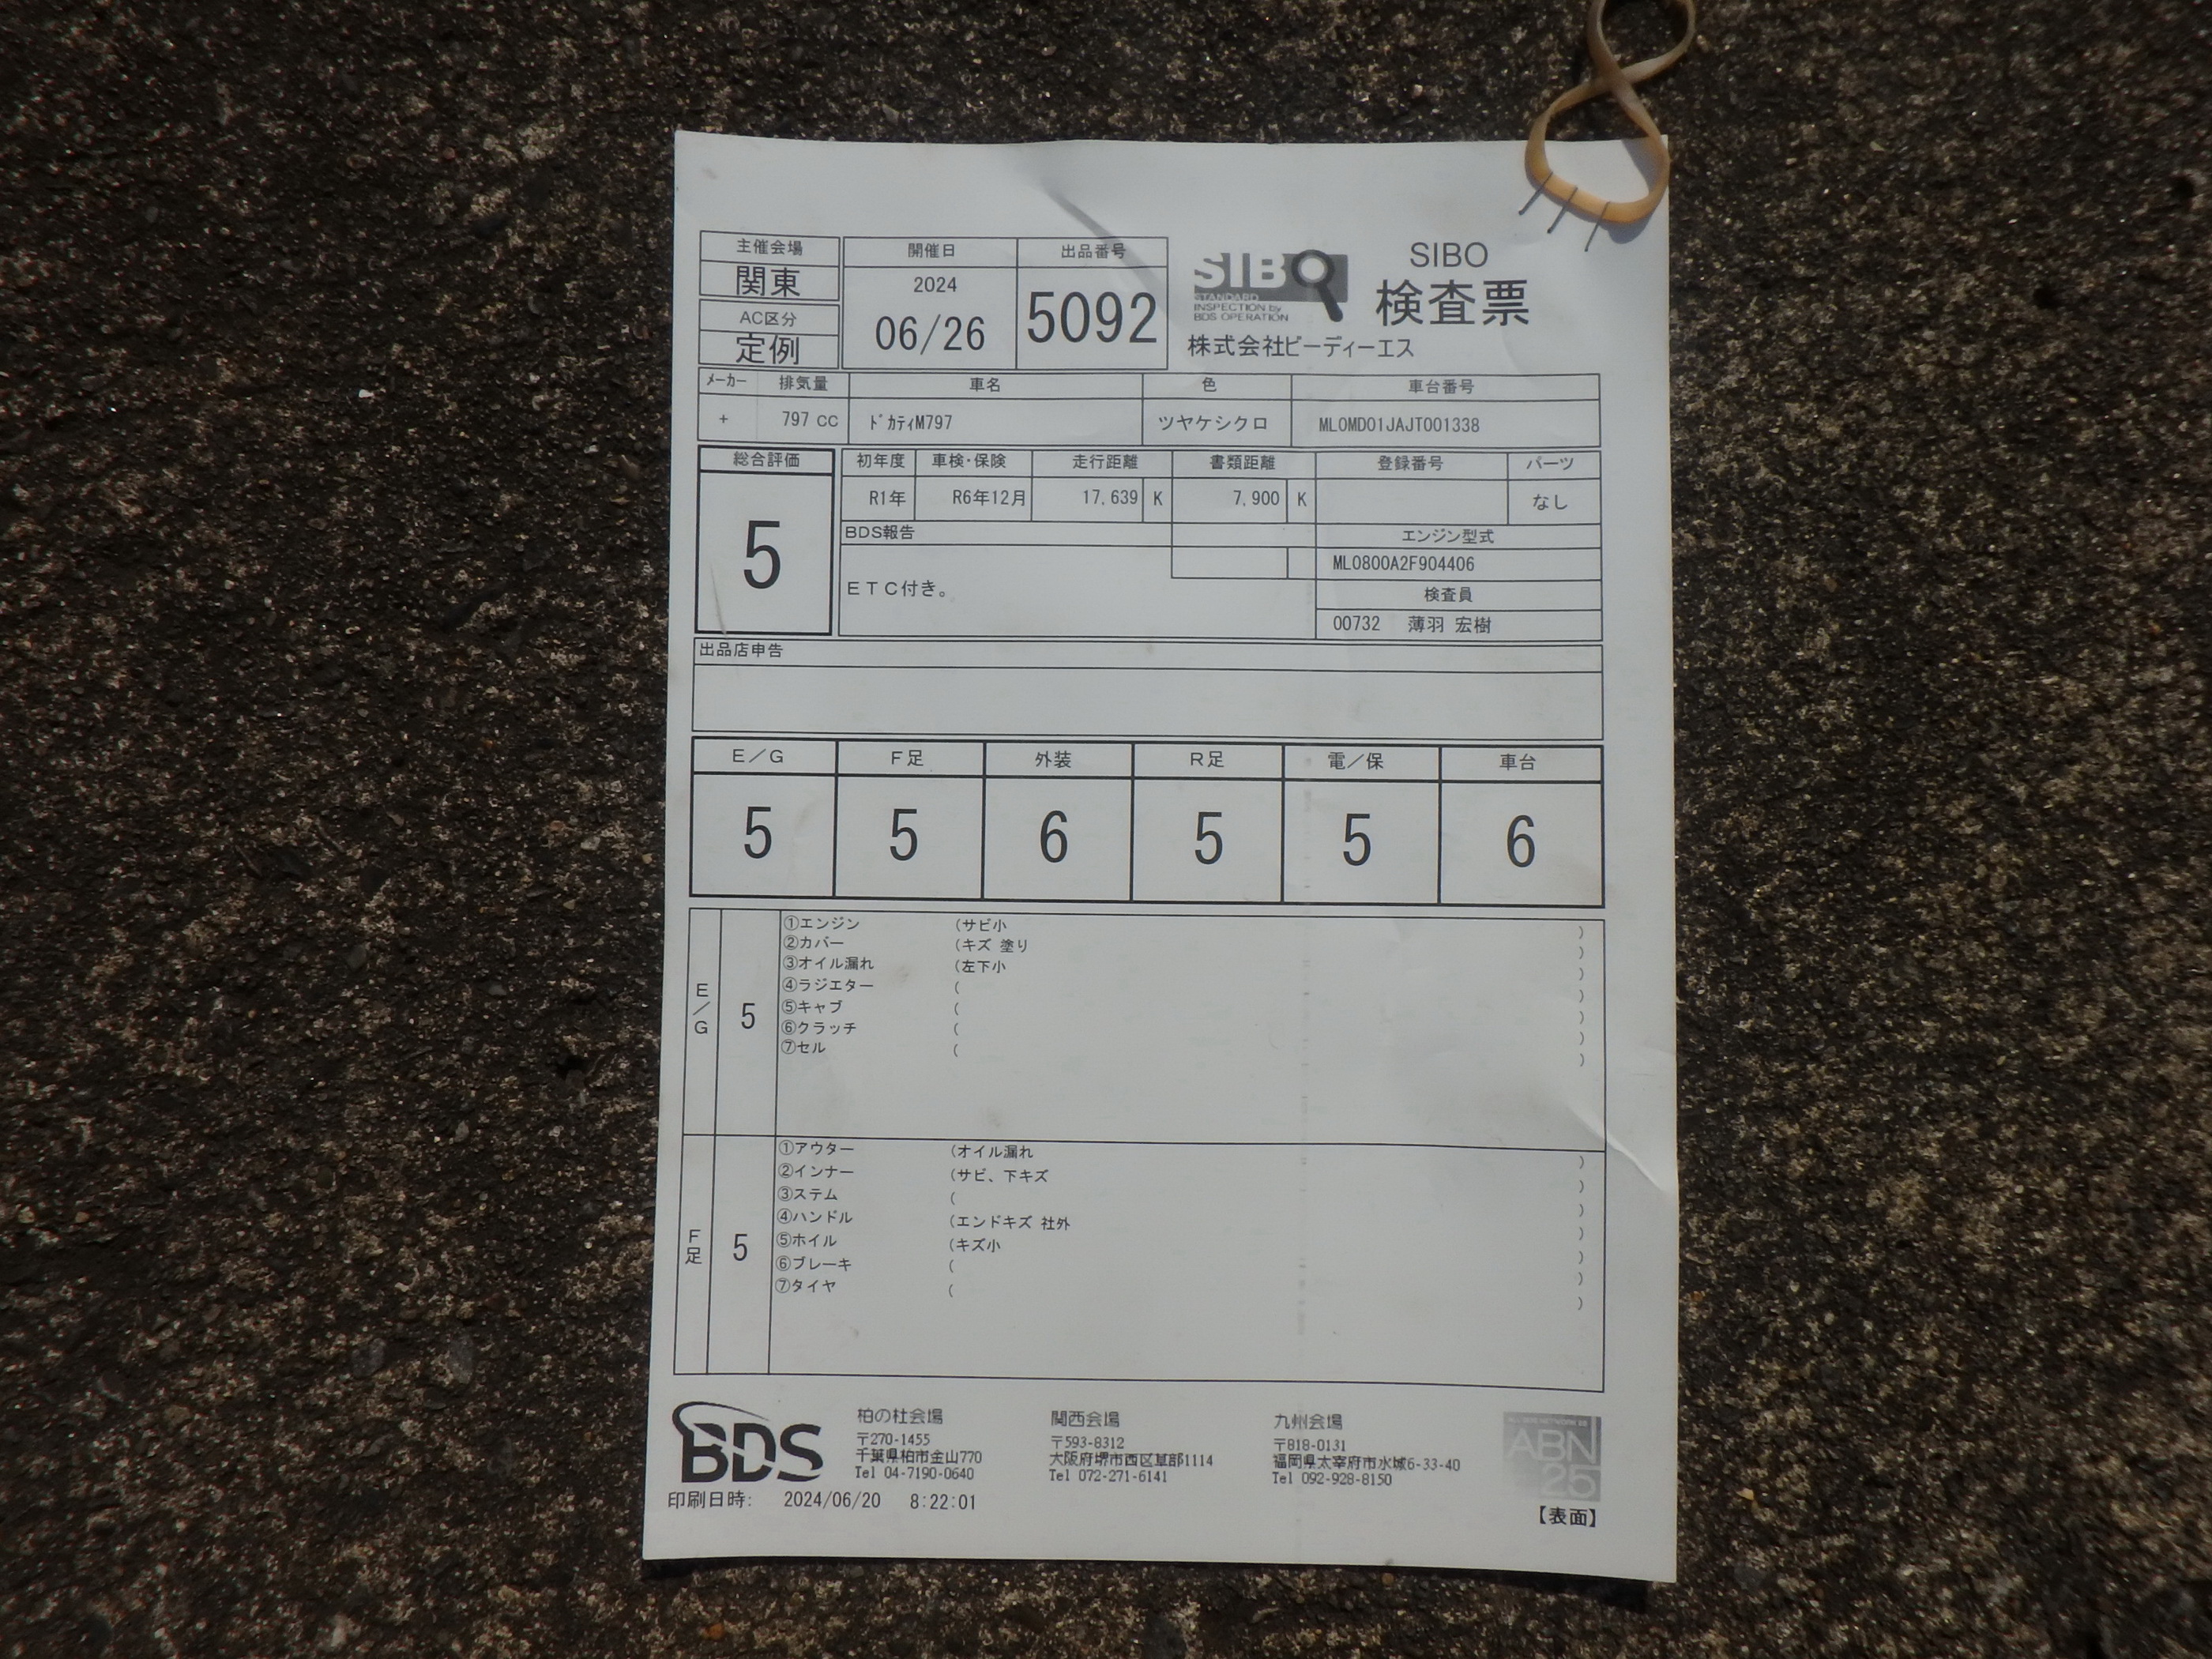 主催会場
関東
AC区分
定例
開催日
2024
06/26
出品番号
5092
SIBO
STANDARD
INSPECTION by
BDS OPERATION
SIBO
検査票
株式会社ビーディーエス
メーカー 排気量 車名 色 車台番号
+ 797 CC ドカティM797 ツヤケシクロ ML0MD01JAJT001338
総合評価
5
初年度 車検・保険 走行距離 書類距離 登録番号 パーツ
R1年 R6年12月 17,639 K 7,900 K なし
BDS報告
ETC付き。
エンジン型式
ML0800A2F904406
検査員
00732 薄羽 宏樹
出品店申告
E/G F足 外装 R足 電/保 車台
5 5 6 5 5 6
E/G 5
①エンジン (サビ小 )
②カバー (キズ 塗り )
③オイル漏れ (左下小 )
④ラジエター ( )
⑤キャブ ( )
⑥クラッチ ( )
⑦セル ( )
F足 5
①アウター (オイル漏れ )
②インナー (サビ、下キズ )
③ステム ( )
④ハンドル (エンドキズ 社外 )
⑤ホイル (キズ小 )
⑥ブレーキ ( )
⑦タイヤ ( )
BDS
柏の杜会場
〒270-1455
千葉県柏市金山770
Tel 04-7190-0640
関西会場
〒593-8312
大阪府堺市西区草部1114
Tel 072-271-6141
九州会場
〒818-0131
福岡県太宰府市水城6-33-40
Tel 092-928-8150
ABN
25
印刷日時: 2024/06/20 8:22:01
【表面】